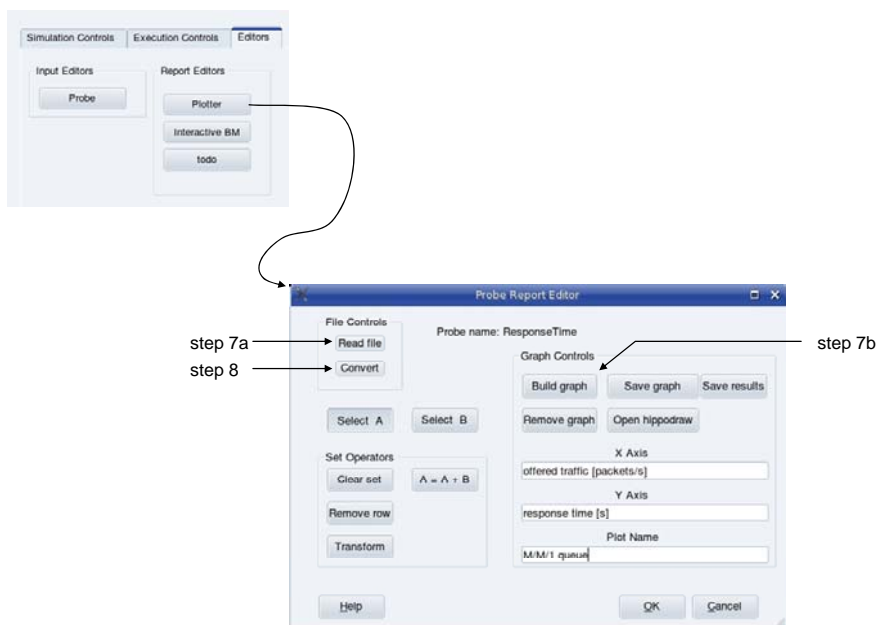 Simulation Controls Execution Controls Editors
Input Editors Report Editors
Probe Plotter
Interactive BM
todo
Probe Report Editor
File Controls
Probe name: ResponseTime
step 7a Read file step 7b
Graph Controls
step 8 Convert
Build graph Save graph Save results
Select A Select B Remove graph Open hippodraw
Set Operators X Axis
Clear set A = A + B offered traffic [packets/s]
Y Axis
Remove row response time [s]
Plot Name
Transform M/M/1 queue
Help OK Cancel